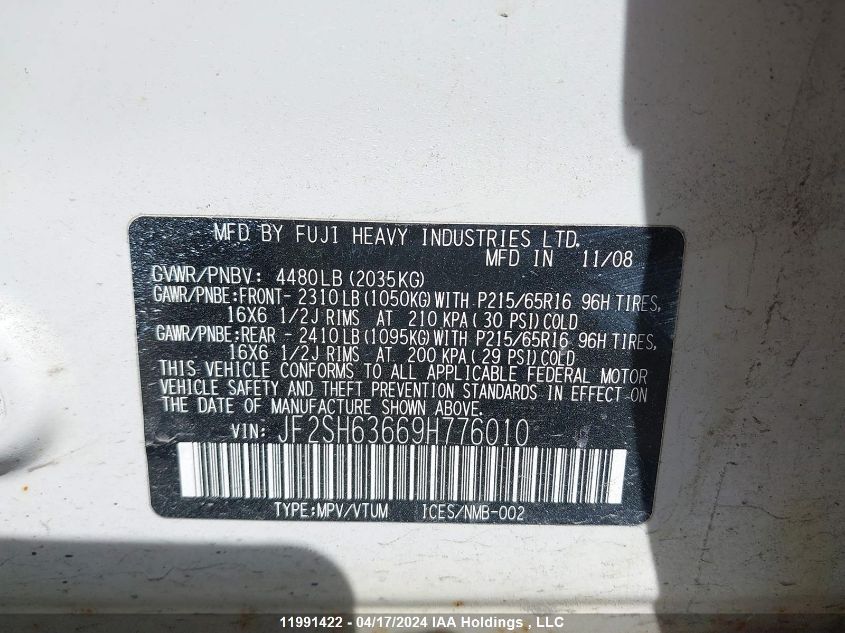 MFD BY FUJI HEAVY INDUSTRIES LTD.
MFD IN 11/08
GVWR/PNBV: 4480LB(2035KG)
GAWR/PNBE:FRONT- 2310LB(1050KG)WITH P215/65R16 96H TIRES,
16X6 1/2J RIMS AT 210 KPA(30 PSI)COLD
GAWR/PNBE:REAR - 2410LB(1095KG)WITH P215/65R16 96H TIRES,
16X6 1/2J RIMS AT 200 KPA(29 PSI)COLD
THIS VEHICLE CONFORMS TO ALL APPLICABLE FEDERAL MOTOR
VEHICLE SAFETY AND THEFT PREVENTION STANDARDS IN EFFECT ON
THE DATE OF MANUFACTURE SHOWN ABOVE.
VIN: JF2SH63669H776010
TYPE:MPV/VTUM ICES/NMB-002
11991422 - 04/17/2024 IAA Holdings , LLC